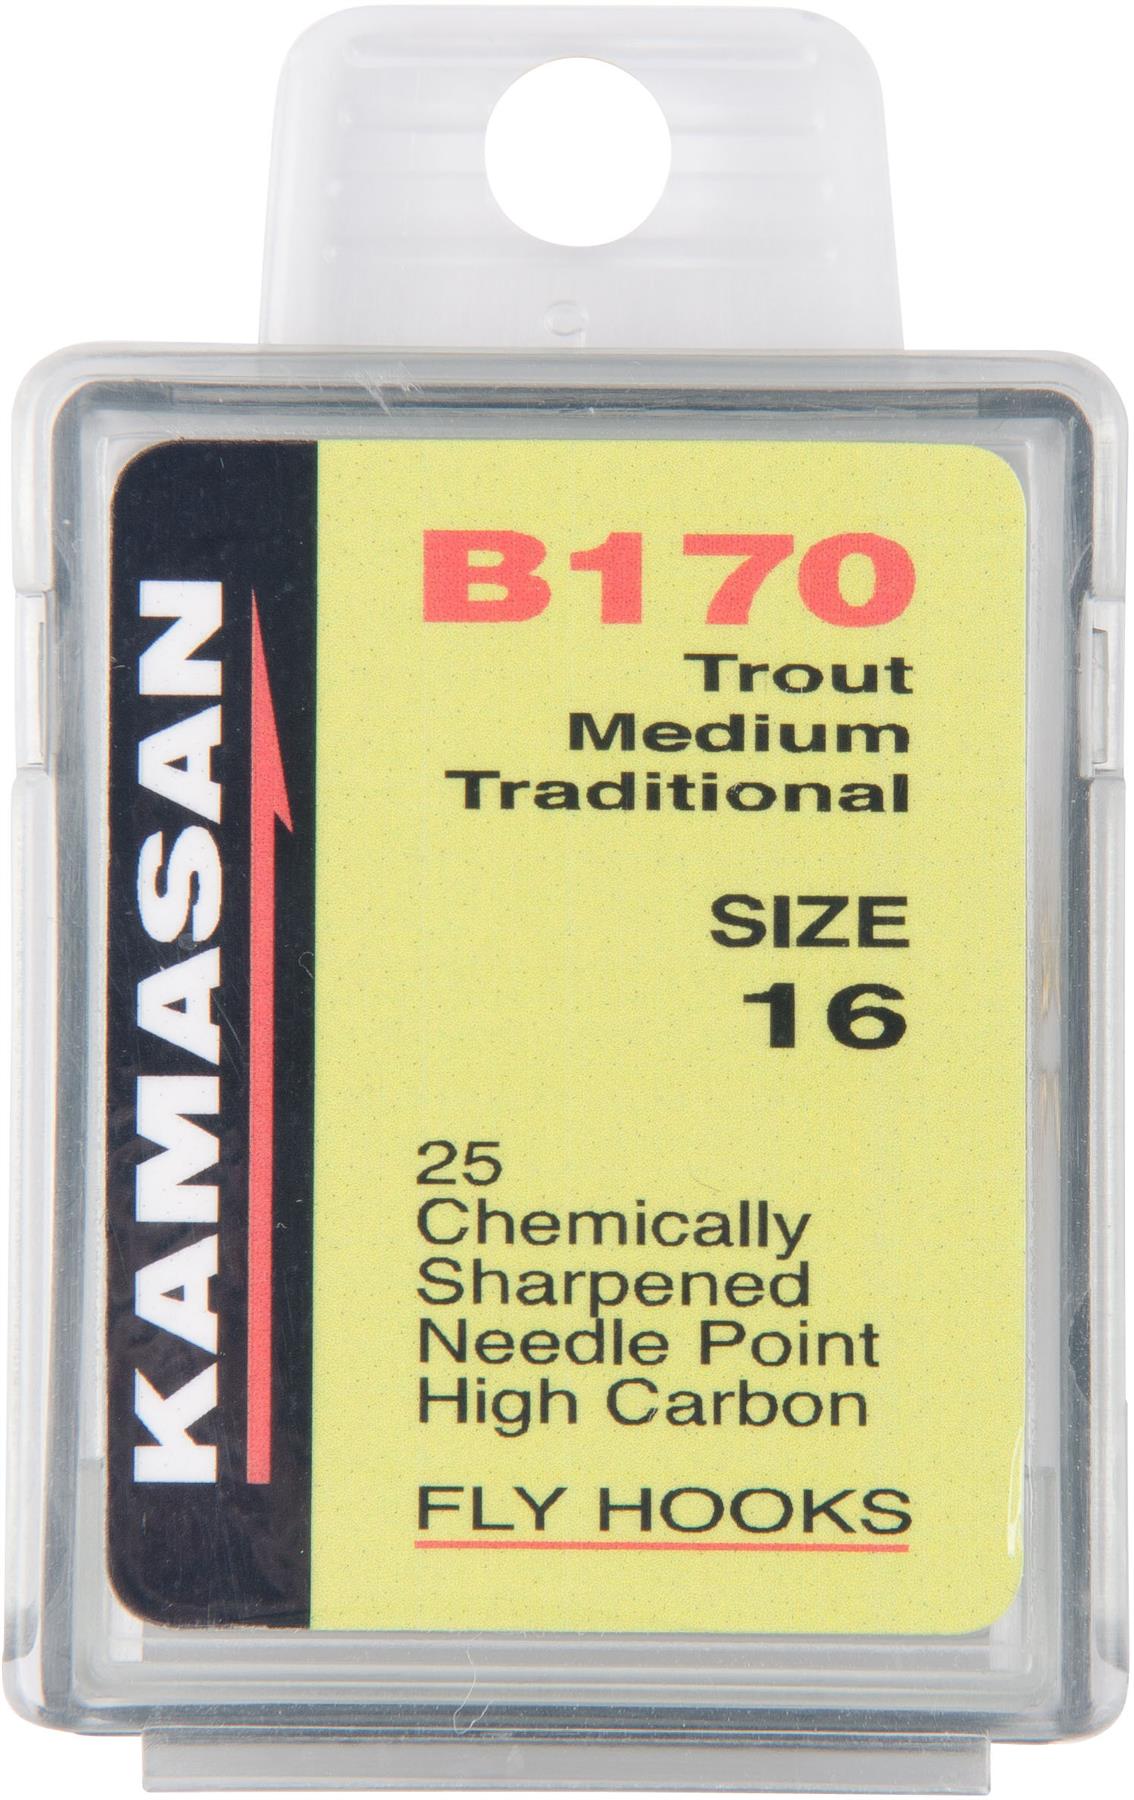 KAMASAN
B170
Trout
Medium
Traditional
SIZE
16
25
Chemically
Sharpened
Needle Point
High Carbon
FLY HOOKS